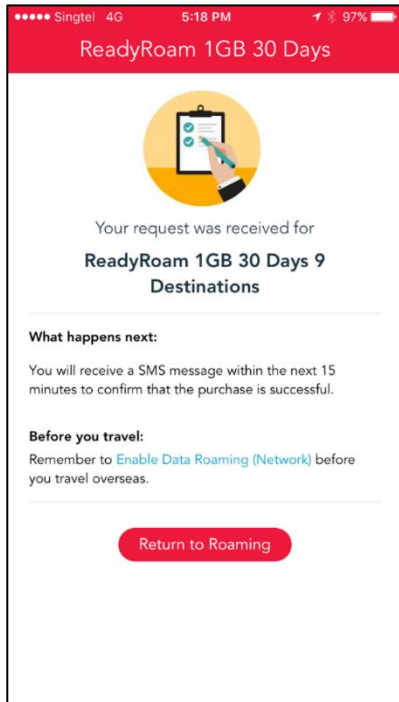 Singtel 4G 5:18 PM 97%
ReadyRoam 1GB 30 Days
Your request was received for
ReadyRoam 1GB 30 Days 9
Destinations
What happens next:
You will receive a SMS message within the next 15
minutes to confirm that the purchase is successful.
Before you travel:
Remember to Enable Data Roaming (Network) before
you travel overseas.
Return to Roaming